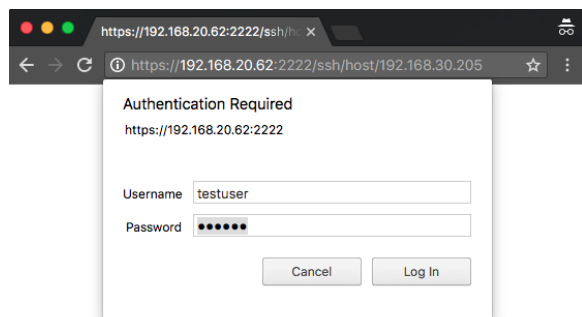 https://192.168.20.62:2222/ssh/hc
https://192.168.20.62:2222/ssh/host/192.168.30.205
Authentication Required
https://192.168.20.62:2222
Username testuser
Password ●●●●●●
Cancel Log In